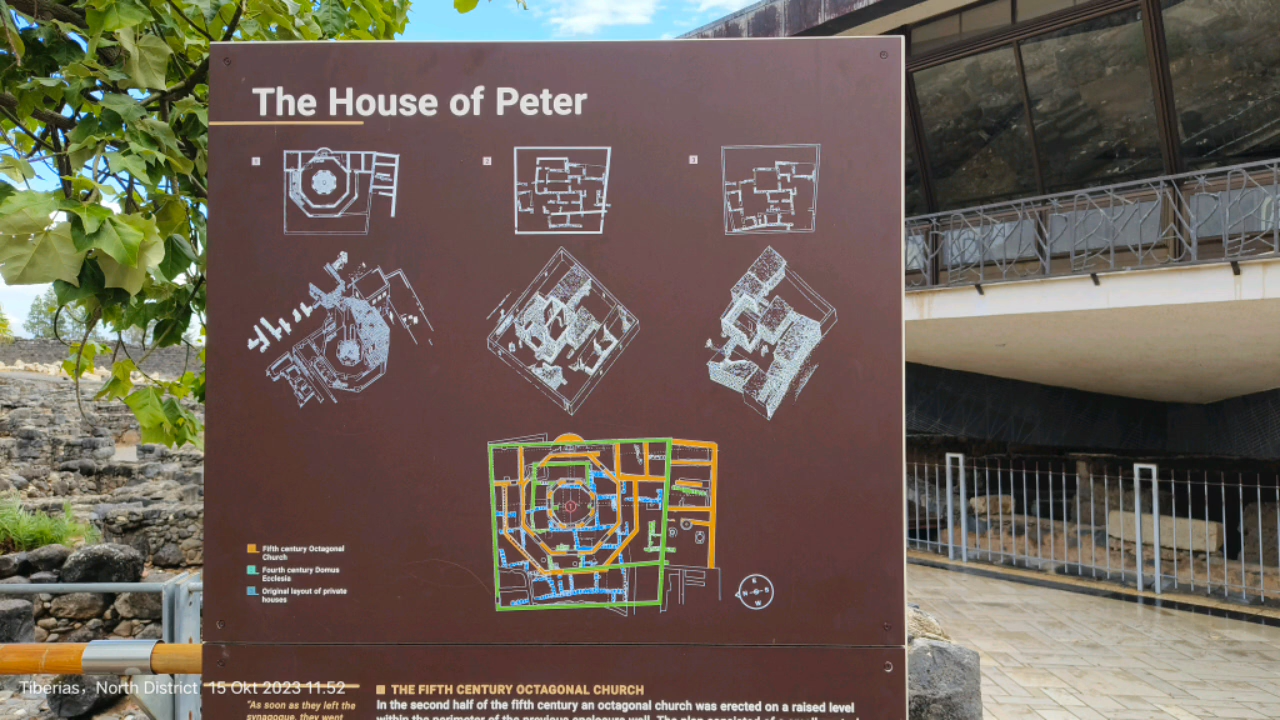 The House of Peter
1
2
3
Fifth century Octagonal
Church
Fourth century Domus
Ecclesis
Original layout of private
houses
W
Tiberias, North District 15 Okt 2023 11.52
"As soon as they left the
synagogue, they went
THE FIFTH CENTURY OCTAGONAL CHURCH
In the second half of the fifth century an octagonal church was erected on a raised level
within the perimeter of the previous enclosure wall. The plan consisted of a small